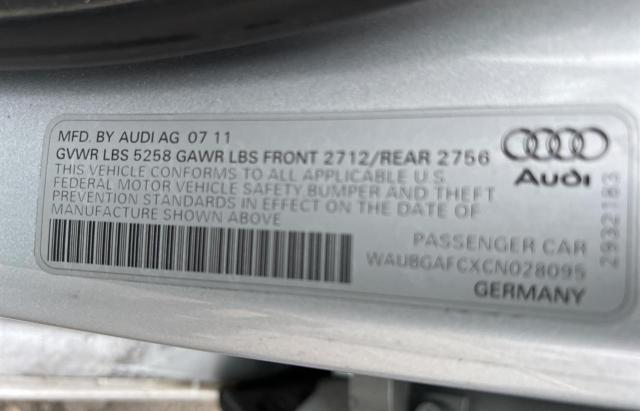 MFD. BY AUDI AG 07 11
GVWR LBS 5258 GAWR LBS FRONT 2712/REAR 2756
THIS VEHICLE CONFORMS TO ALL APPLICABLE U.S.
FEDERAL MOTOR VEHICLE SAFETY, BUMPER AND THEFT
PREVENTION STANDARDS IN EFFECT ON THE DATE OF
MANUFACTURE SHOWN ABOVE
Audi
PASSENGER CAR
WAUBGAFCXCN028095
GERMANY
2932183